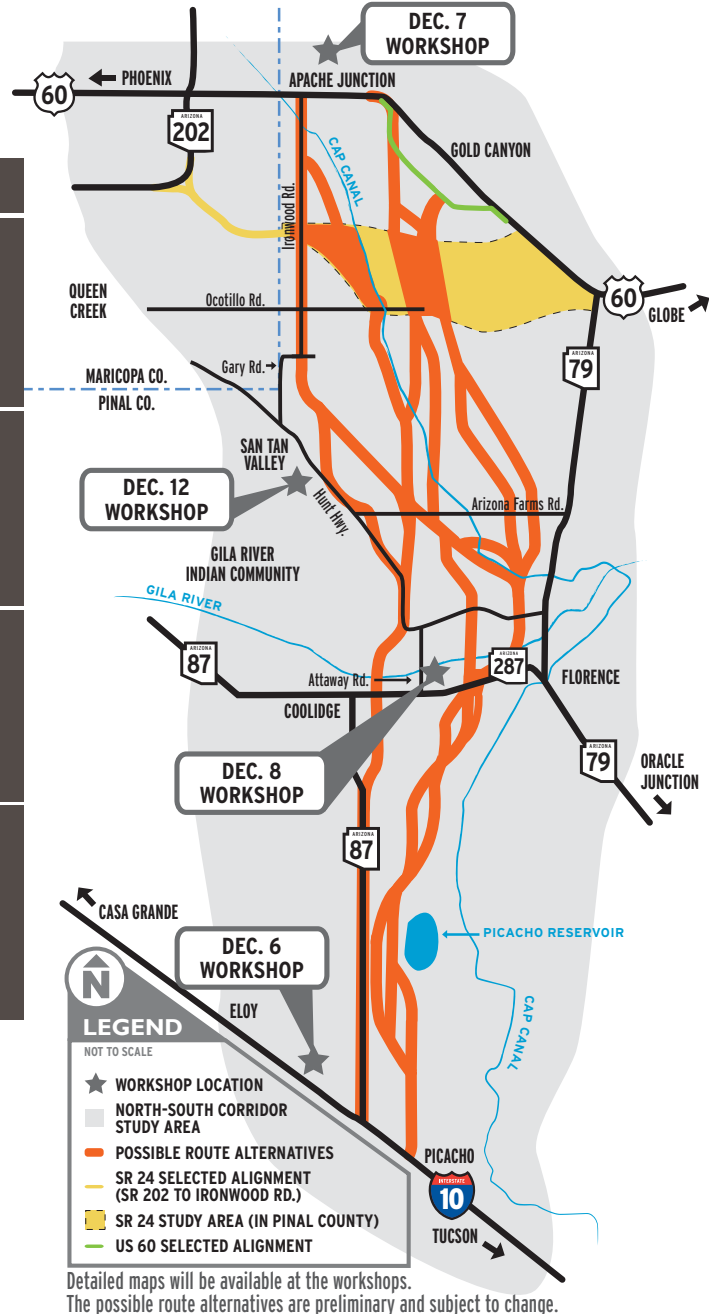 DEC. 7
WORKSHOP
PHOENIX
APACHE JUNCTION
60
ARIZONA
202
GOLD CANYON
CAP CANAL
Ironwood Rd.
QUEEN
CREEK
Ocotillo Rd.
60
GLOBE
ARIZONA
79
Gary Rd.
MARICOPA CO.
PINAL CO.
SAN TAN
VALLEY
DEC. 12
WORKSHOP
Hunt Hwy.
Arizona Farms Rd.
GILA RIVER
INDIAN COMMUNITY
GILA RIVER
ARIZONA
87
Attaway Rd.
ARIZONA
287
FLORENCE
COOLIDGE
DEC. 8
WORKSHOP
ARIZONA
79
ORACLE
JUNCTION
ARIZONA
87
CASA GRANDE
DEC. 6
WORKSHOP
PICACHO RESERVOIR
N
ELOY
CAP CANAL
LEGEND
NOT TO SCALE
WORKSHOP LOCATION
NORTH-SOUTH CORRIDOR
STUDY AREA
POSSIBLE ROUTE ALTERNATIVES
SR 24 SELECTED ALIGNMENT
(SR 202 TO IRONWOOD RD.)
SR 24 STUDY AREA (IN PINAL COUNTY)
US 60 SELECTED ALIGNMENT
PICACHO
INTERSTATE
10
TUCSON
Detailed maps will be available at the workshops.
The possible route alternatives are preliminary and subject to change.